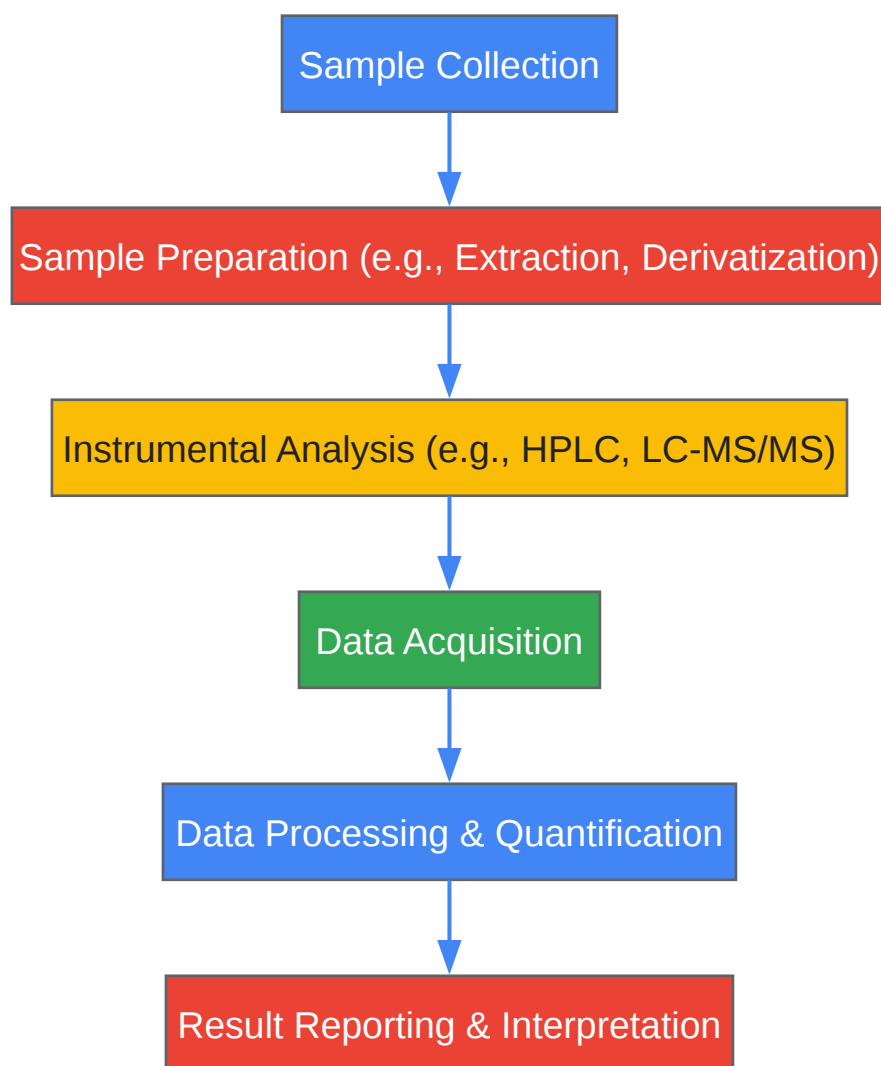 Sample Collection
Sample Preparation (e.g., Extraction, Derivatization)
Instrumental Analysis (e.g., HPLC, LC-MS/MS)
Data Acquisition
Data Processing & Quantification
Result Reporting & Interpretation